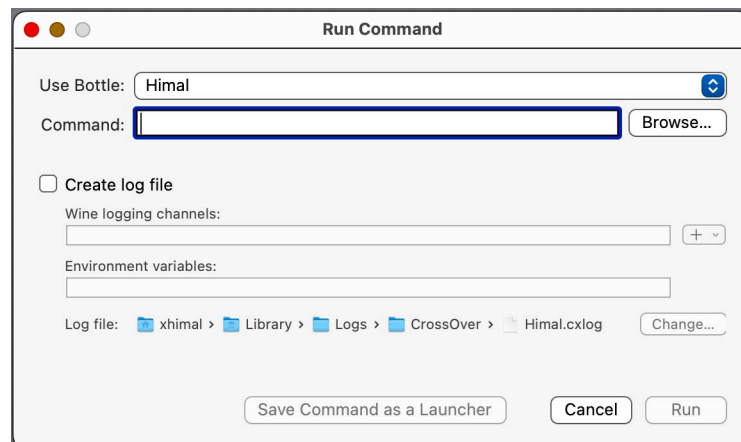 Run Command
Use Bottle: Himal
Command: Browse...
Create log file
Wine logging channels:
+
Environment variables:
Log file: xhimal › Library › Logs › CrossOver › Himal.cxlog Change...
Save Command as a Launcher Cancel Run